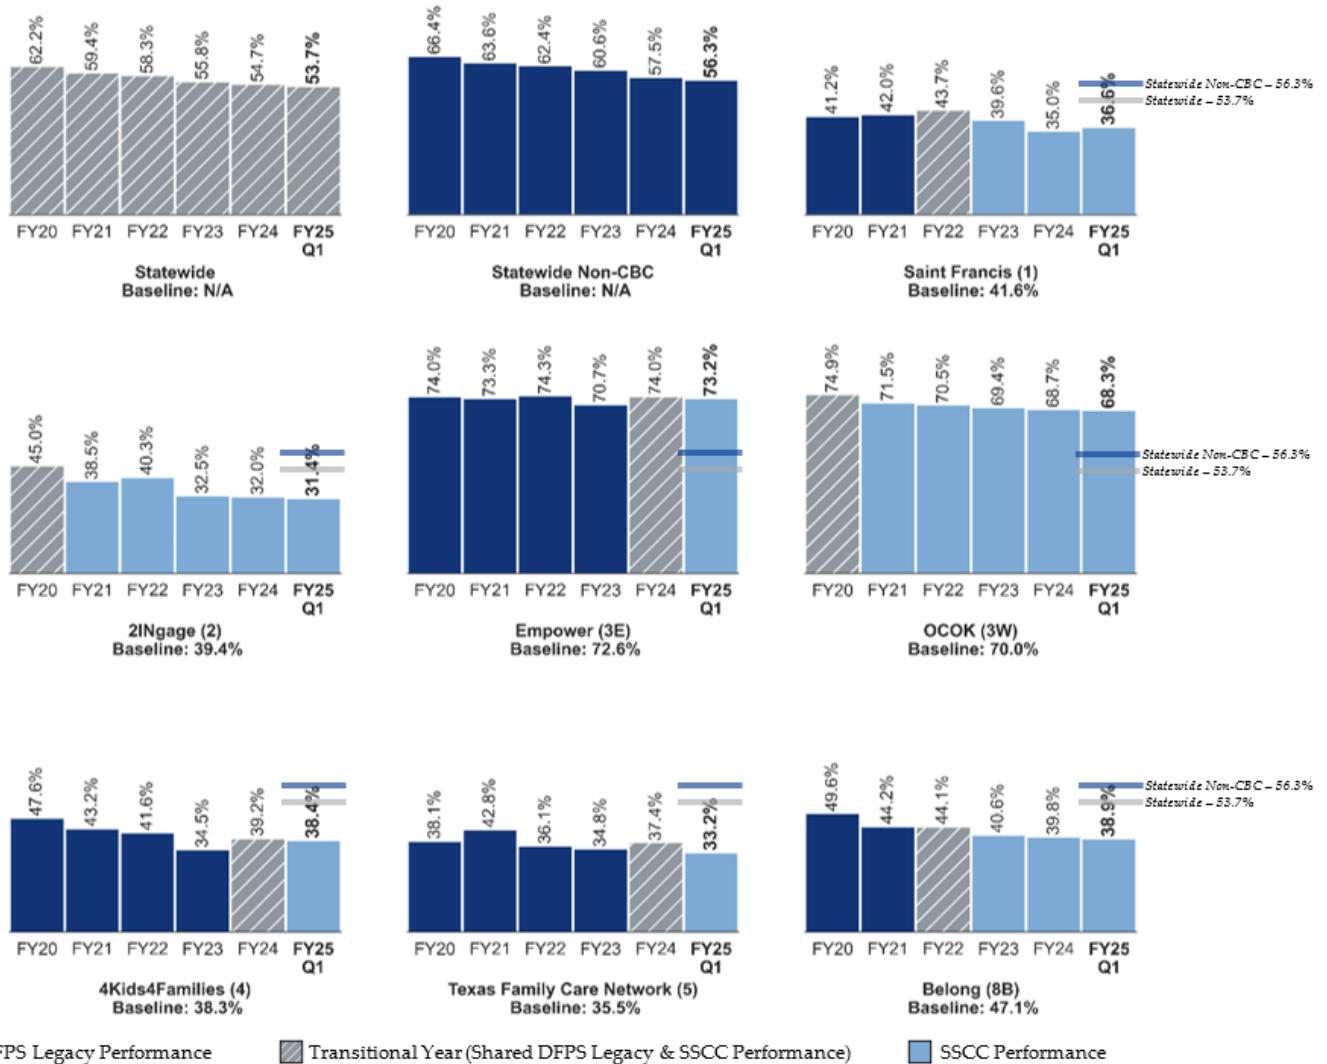 62.2%
59.4%
58.3%
55.8%
54.7%
53.7%
FY20 FY21 FY22 FY23 FY24 FY25
Q1
Statewide
Baseline: N/A
66.4%
63.6%
62.4%
60.6%
57.5%
56.3%
FY20 FY21 FY22 FY23 FY24 FY25
Q1
Statewide Non-CBC
Baseline: N/A
41.2%
42.0%
43.7%
39.6%
35.0%
36.6%
Statewide Non-CBC – 56.3%
Statewide – 53.7%
FY20 FY21 FY22 FY23 FY24 FY25
Q1
Saint Francis (1)
Baseline: 41.6%
45.0%
38.5%
40.3%
32.5%
32.0%
31.4%
FY20 FY21 FY22 FY23 FY24 FY25
Q1
2INgage (2)
Baseline: 39.4%
74.0%
73.3%
74.3%
70.7%
74.0%
73.2%
FY20 FY21 FY22 FY23 FY24 FY25
Q1
Empower (3E)
Baseline: 72.6%
74.9%
71.5%
70.5%
69.4%
68.7%
68.3%
Statewide Non-CBC – 56.3%
Statewide – 53.7%
FY20 FY21 FY22 FY23 FY24 FY25
Q1
OCOK (3W)
Baseline: 70.0%
47.6%
43.2%
41.6%
34.5%
39.2%
38.4%
FY20 FY21 FY22 FY23 FY24 FY25
Q1
4Kids4Families (4)
Baseline: 38.3%
38.1%
42.8%
36.1%
34.8%
37.4%
33.2%
FY20 FY21 FY22 FY23 FY24 FY25
Q1
Texas Family Care Network (5)
Baseline: 35.5%
49.6%
44.2%
44.1%
40.6%
39.8%
38.9%
Statewide Non-CBC – 56.3%
Statewide – 53.7%
FY20 FY21 FY22 FY23 FY24 FY25
Q1
Belong (8B)
Baseline: 47.1%
FPS Legacy Performance Transitional Year (Shared DFPS Legacy & SSCC Performance) SSCC Performance